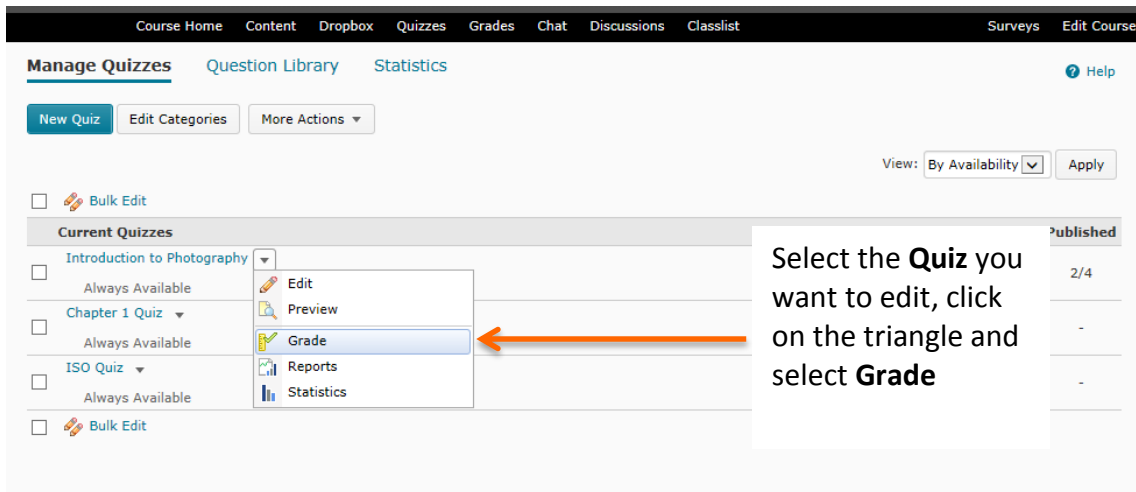 Course Home Content Dropbox Quizzes Grades Chat Discussions Classlist Surveys Edit Course
Manage Quizzes Question Library Statistics
Help
New Quiz Edit Categories More Actions
View: By Availability Apply
Bulk Edit
Current Quizzes Published
Introduction to Photography
2/4
Always Available
Chapter 1 Quiz
-
Always Available
ISO Quiz
-
Always Available
Bulk Edit
Edit
Preview
Grade
Reports
Statistics
Select the Quiz you
want to edit, click
on the triangle and
select Grade